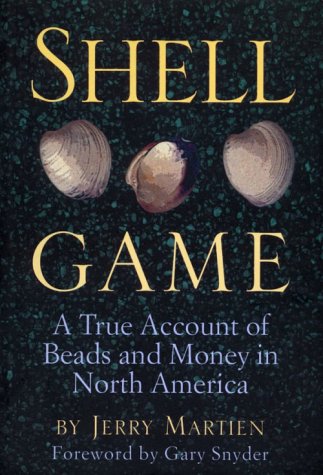 SHELL
GAME
A True Account of
Beads and Money in
North America
BY JERRY MARTIEN
Foreword by Gary Snyder